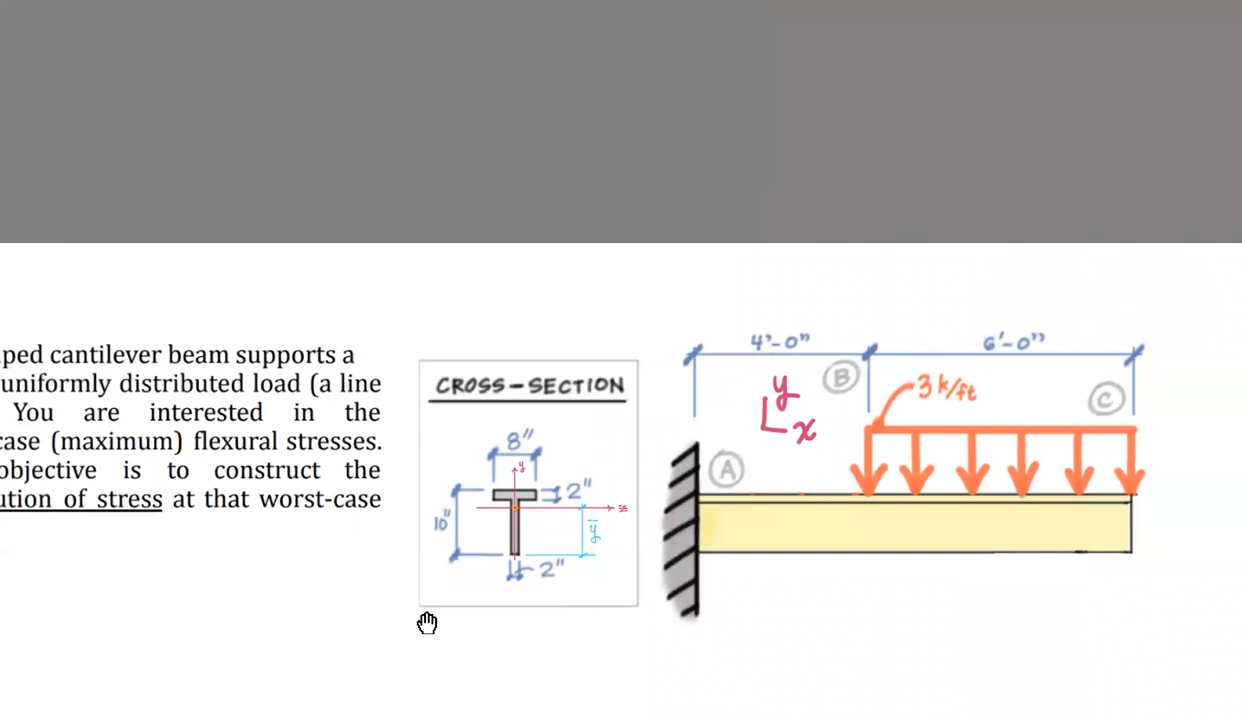 ped cantilever beam supports a
uniformly distributed load (a line
You are interested in the
case (maximum) flexural stresses.
objective is to construct the
ution of stress at that worst-case
CROSS-SECTION
8"
y
2"
z
10"
ȳ
2"
4'-0"
6'-0"
B
3 k/ft
C
y
x
A